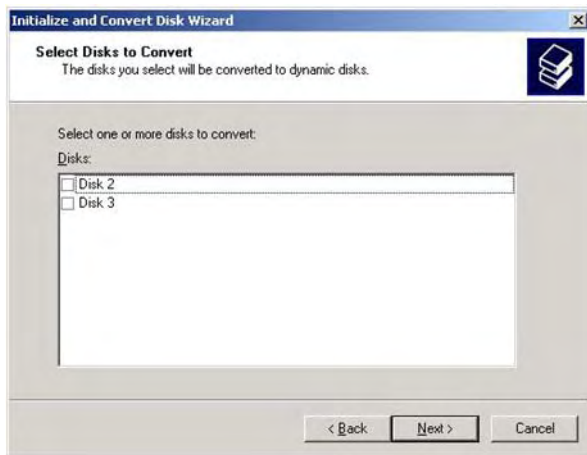 Initialize and Convert Disk Wizard
Select Disks to Convert
The disks you select will be converted to dynamic disks.
Select one or more disks to convert:
Disks:
Disk 2
Disk 3
< Back
Next >
Cancel